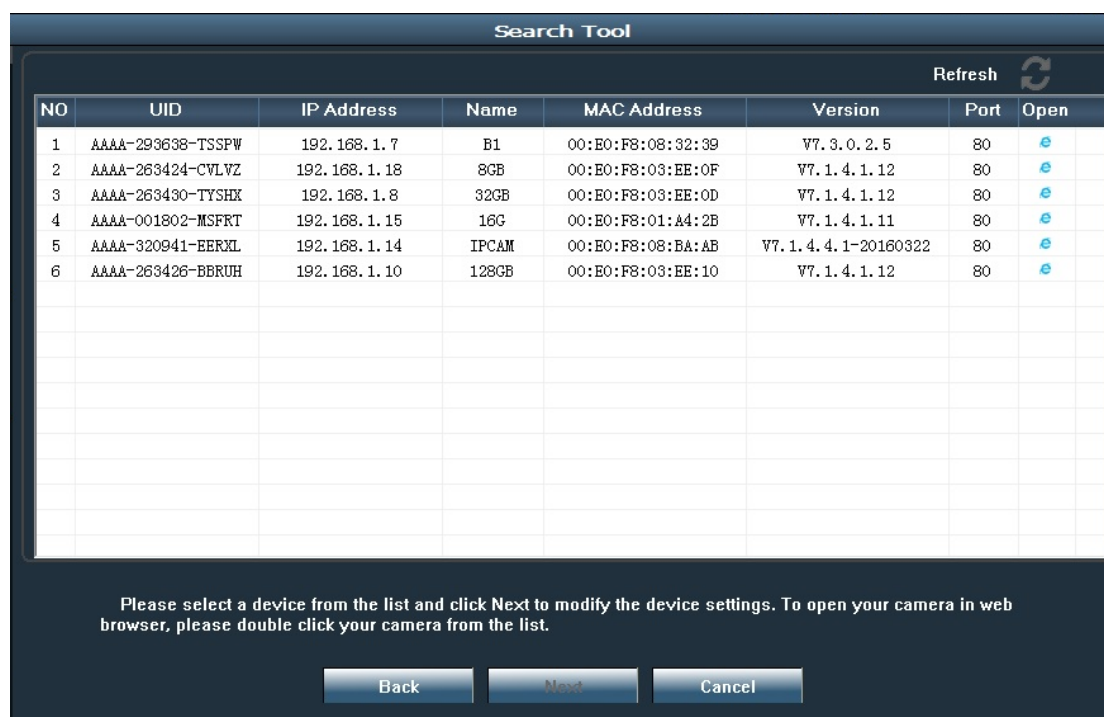 Search Tool
Refresh
NO UID IP Address Name MAC Address Version Port Open
1 AAAA-293638-TSSPW 192.168.1.7 B1 00:E0:F8:08:32:39 V7.3.0.2.5 80
2 AAAA-263424-CVLVZ 192.168.1.18 8GB 00:E0:F8:03:EE:0F V7.1.4.1.12 80
3 AAAA-263430-TYSHX 192.168.1.8 32GB 00:E0:F8:03:EE:0D V7.1.4.1.12 80
4 AAAA-001802-MSFRT 192.168.1.15 16G 00:E0:F8:01:A4:2B V7.1.4.1.11 80
5 AAAA-320941-EERXL 192.168.1.14 IPCAM 00:E0:F8:08:BA:AB V7.1.4.4.1-20160322 80
6 AAAA-263426-BBRUH 192.168.1.10 128GB 00:E0:F8:03:EE:10 V7.1.4.1.12 80
Please select a device from the list and click Next to modify the device settings. To open your camera in web
browser, please double click your camera from the list.
Back Next Cancel